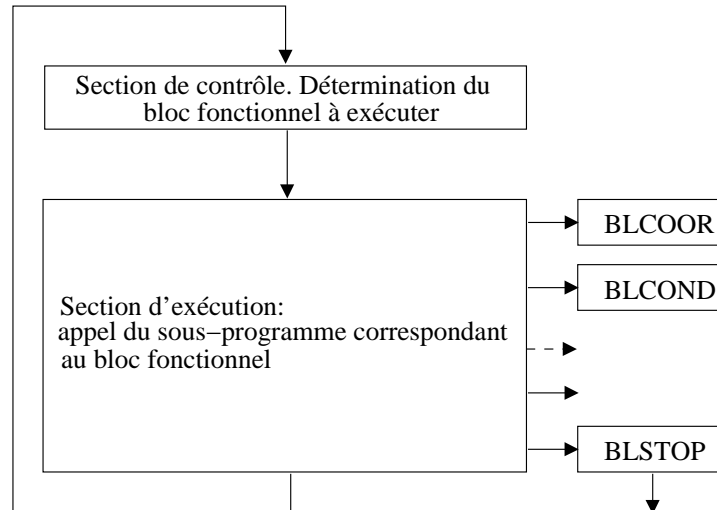 Section de contrôle. Détermination du
bloc fonctionnel à exécuter
BLCOOR
BLCOND
Section d’exécution:
appel du sous−programme correspondant
au bloc fonctionnel
BLSTOP